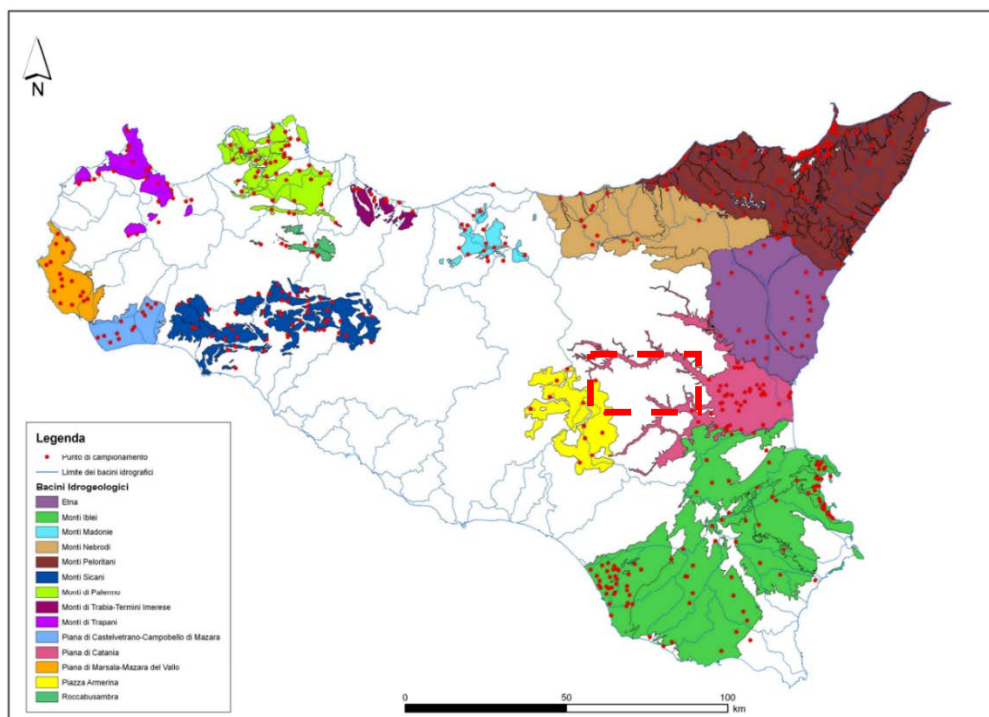 N
Legenda
Punto di campionamento
Limite dei bacini idrografici
Bacini Idrogeologici
Etna
Monti Iblei
Monti Madonie
Monti Nebrodi
Monti Peloritani
Monti Sicani
Monti di Palermo
Monti di Trabia-Termini Imerese
Monti di Trapani
Piana di Castelvetrano-Campobello di Mazara
Piana di Catania
Piana di Marsala-Mazara del Vallo
Piazza Armerina
Roccabusambra
0 50 100
km